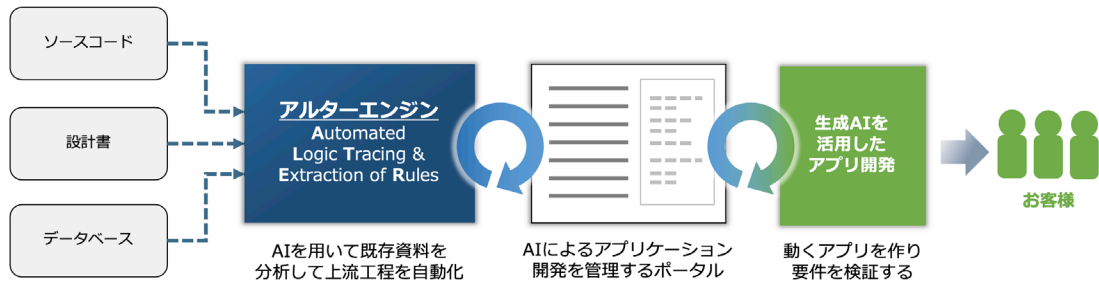 ソースコード
設計書
データベース
アルターエンジン
Automated
Logic Tracing &
Extraction of Rules
AIを用いて既存資料を
分析して上流工程を自動化
AIによるアプリケーション
開発を管理するポータル
生成AIを
活用した
アプリ開発
動くアプリを作り
要件を検証する
お客様